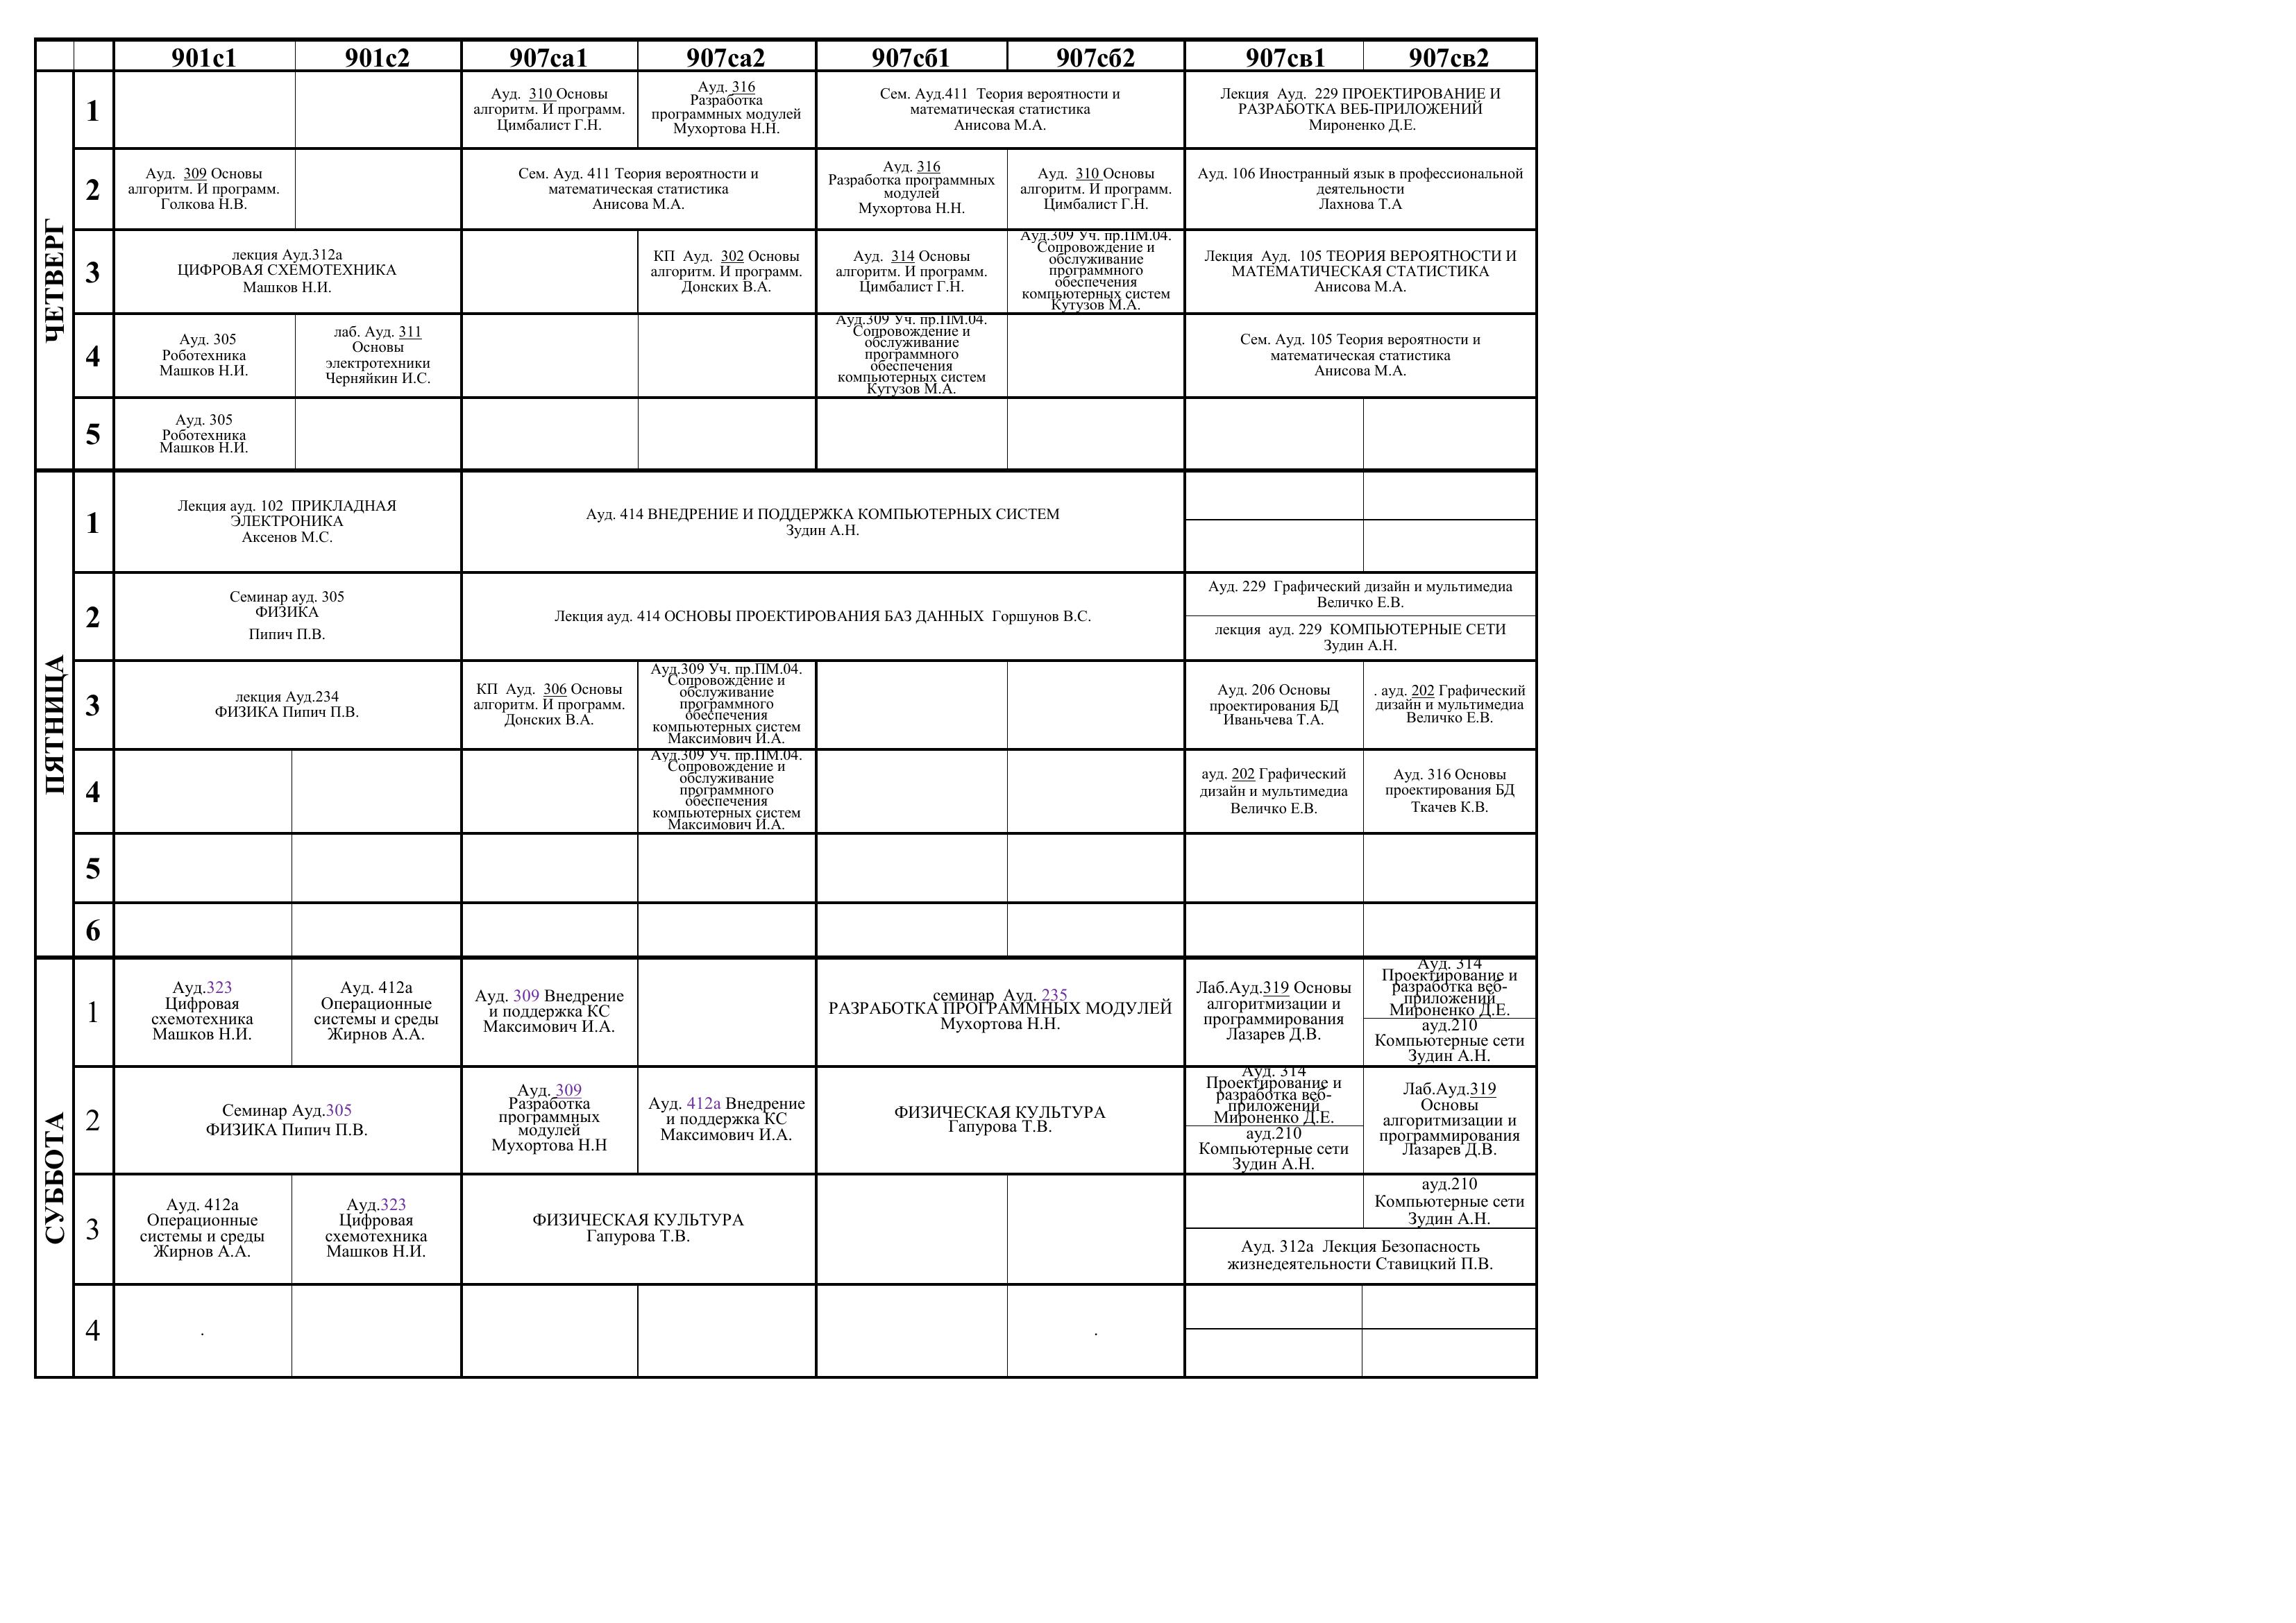 901с1 901с2 907са1 907са2 907сб1 907сб2 907св1 907св2
ЧЕТВЕРГ
1
Ауд. 310 Основы
алгоритм. И программ.
Цимбалист Г.Н.
Ауд. 316
Разработка
программных модулей
Мухортова Н.Н.
Сем. Ауд.411 Теория вероятности и
математическая статистика
Анисова М.А.
Лекция Ауд. 229 ПРОЕКТИРОВАНИЕ И
РАЗРАБОТКА ВЕБ-ПРИЛОЖЕНИЙ
Мироненко Д.Е.
2
Ауд. 309 Основы
алгоритм. И программ.
Голкова Н.В.
Сем. Ауд. 411 Теория вероятности и
математическая статистика
Анисова М.А.
Ауд. 316
Разработка программных
модулей
Мухортова Н.Н.
Ауд. 310 Основы
алгоритм. И программ.
Цимбалист Г.Н.
Ауд. 106 Иностранный язык в профессиональной
деятельности
Лахнова Т.А
3
лекция Ауд.312а
ЦИФРОВАЯ СХЕМОТЕХНИКА
Машков Н.И.
КП Ауд. 302 Основы
алгоритм. И программ.
Донских В.А.
Ауд. 314 Основы
алгоритм. И программ.
Цимбалист Г.Н.
Ауд.309 Уч. пр.ПМ.04.
Сопровождение и
обслуживание
программного
обеспечения
компьютерных систем
Кутузов М.А.
Лекция Ауд. 105 ТЕОРИЯ ВЕРОЯТНОСТИ И
МАТЕМАТИЧЕСКАЯ СТАТИСТИКА
Анисова М.А.
4
Ауд. 305
Роботехника
Машков Н.И.
лаб. Ауд. 311
Основы
электротехники
Черняйкин И.С.
Ауд.309 Уч. пр.ПМ.04.
Сопровождение и
обслуживание
программного
обеспечения
компьютерных систем
Кутузов М.А.
Сем. Ауд. 105 Теория вероятности и
математическая статистика
Анисова М.А.
5
Ауд. 305
Роботехника
Машков Н.И.
ПЯТНИЦА
1
Лекция ауд. 102 ПРИКЛАДНАЯ
ЭЛЕКТРОНИКА
Аксенов М.С.
Ауд. 414 ВНЕДРЕНИЕ И ПОДДЕРЖКА КОМПЬЮТЕРНЫХ СИСТЕМ
Зудин А.Н.
2
Семинар ауд. 305
ФИЗИКА
Пипич П.В.
Лекция ауд. 414 ОСНОВЫ ПРОЕКТИРОВАНИЯ БАЗ ДАННЫХ Горшунов В.С.
Ауд. 229 Графический дизайн и мультимедиа
Величко Е.В.
лекция ауд. 229 КОМПЬЮТЕРНЫЕ СЕТИ
Зудин А.Н.
3
лекция Ауд.234
ФИЗИКА Пипич П.В.
КП Ауд. 306 Основы
алгоритм. И программ.
Донских В.А.
Ауд.309 Уч. пр.ПМ.04.
Сопровождение и
обслуживание
программного
обеспечения
компьютерных систем
Максимович И.А.
Ауд. 206 Основы
проектирования БД
Иваньчева Т.А.
. ауд. 202 Графический
дизайн и мультимедиа
Величко Е.В.
4
Ауд.309 Уч. пр.ПМ.04.
Сопровождение и
обслуживание
программного
обеспечения
компьютерных систем
Максимович И.А.
ауд. 202 Графический
дизайн и мультимедиа
Величко Е.В.
Ауд. 316 Основы
проектирования БД
Ткачев К.В.
5
6
СУББОТА
1
Ауд.323
Цифровая
схемотехника
Машков Н.И.
Ауд. 412а
Операционные
системы и среды
Жирнов А.А.
Ауд. 309 Внедрение
и поддержка КС
Максимович И.А.
семинар Ауд. 235
РАЗРАБОТКА ПРОГРАММНЫХ МОДУЛЕЙ
Мухортова Н.Н.
Лаб.Ауд.319 Основы
алгоритмизации и
программирования
Лазарев Д.В.
Ауд. 314
Проектирование и
разработка веб-
приложений
Мироненко Д.Е.
ауд.210
Компьютерные сети
Зудин А.Н.
2
Семинар Ауд.305
ФИЗИКА Пипич П.В.
Ауд. 309
Разработка
программных
модулей
Мухортова Н.Н
Ауд. 412а Внедрение
и поддержка КС
Максимович И.А.
ФИЗИЧЕСКАЯ КУЛЬТУРА
Гапурова Т.В.
Ауд. 314
Проектирование и
разработка веб-
приложений
Мироненко Д.Е.
ауд.210
Компьютерные сети
Зудин А.Н.
Лаб.Ауд.319
Основы
алгоритмизации и
программирования
Лазарев Д.В.
3
Ауд. 412а
Операционные
системы и среды
Жирнов А.А.
Ауд.323
Цифровая
схемотехника
Машков Н.И.
ФИЗИЧЕСКАЯ КУЛЬТУРА
Гапурова Т.В.
ауд.210
Компьютерные сети
Зудин А.Н.
Ауд. 312а Лекция Безопасность
жизнедеятельности Ставицкий П.В.
4
.
.